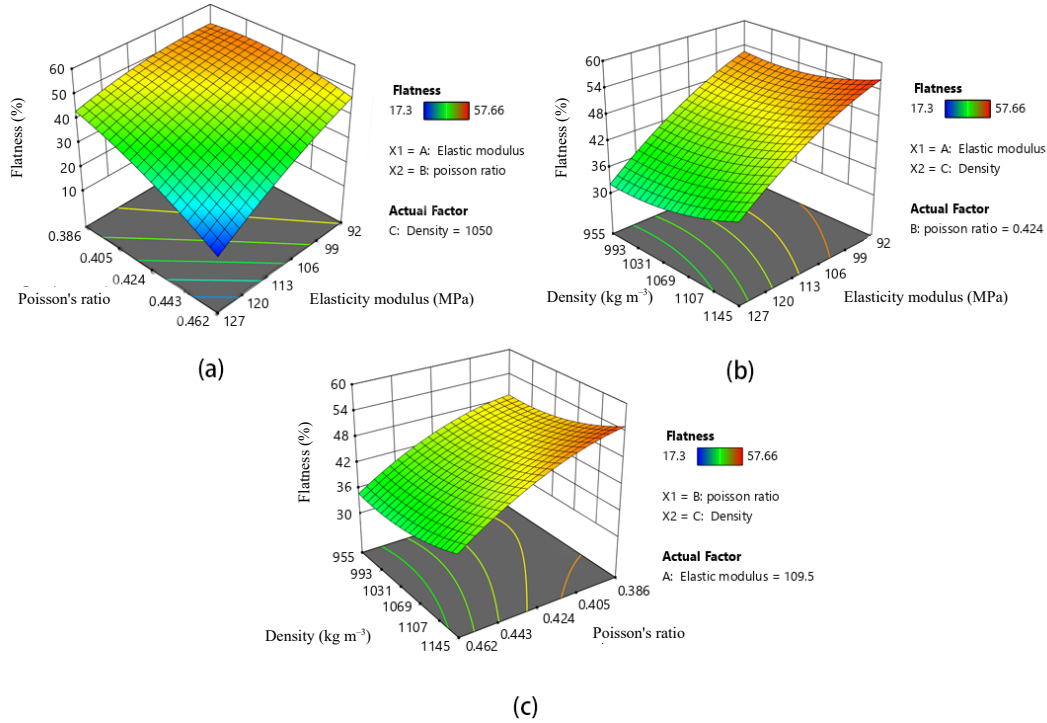 Flatness (%)
60
50
40
30
20
10
0.386
0.405
0.424
0.443
0.462
Poisson's ratio
127
120
113
106
99
92
Elasticity modulus (MPa)
Flatness
17.3 57.66
X1 = A: Elastic modulus
X2 = B: poisson ratio
Actual Factor
C: Density = 1050
(a)
Flatness (%)
60
54
48
42
36
30
955
993
1031
1069
1107
1145
Density (kg m⁻³)
127
120
113
106
99
92
Elasticity modulus (MPa)
Flatness
17.3 57.66
X1 = A: Elastic modulus
X2 = C: Density
Actual Factor
B: poisson ratio = 0.424
(b)
Flatness (%)
60
54
48
42
36
30
955
993
1031
1069
1107
1145
Density (kg m⁻³)
0.462
0.443
0.424
0.405
0.386
Poisson's ratio
Flatness
17.3 57.66
X1 = B: poisson ratio
X2 = C: Density
Actual Factor
A: Elastic modulus = 109.5
(c)